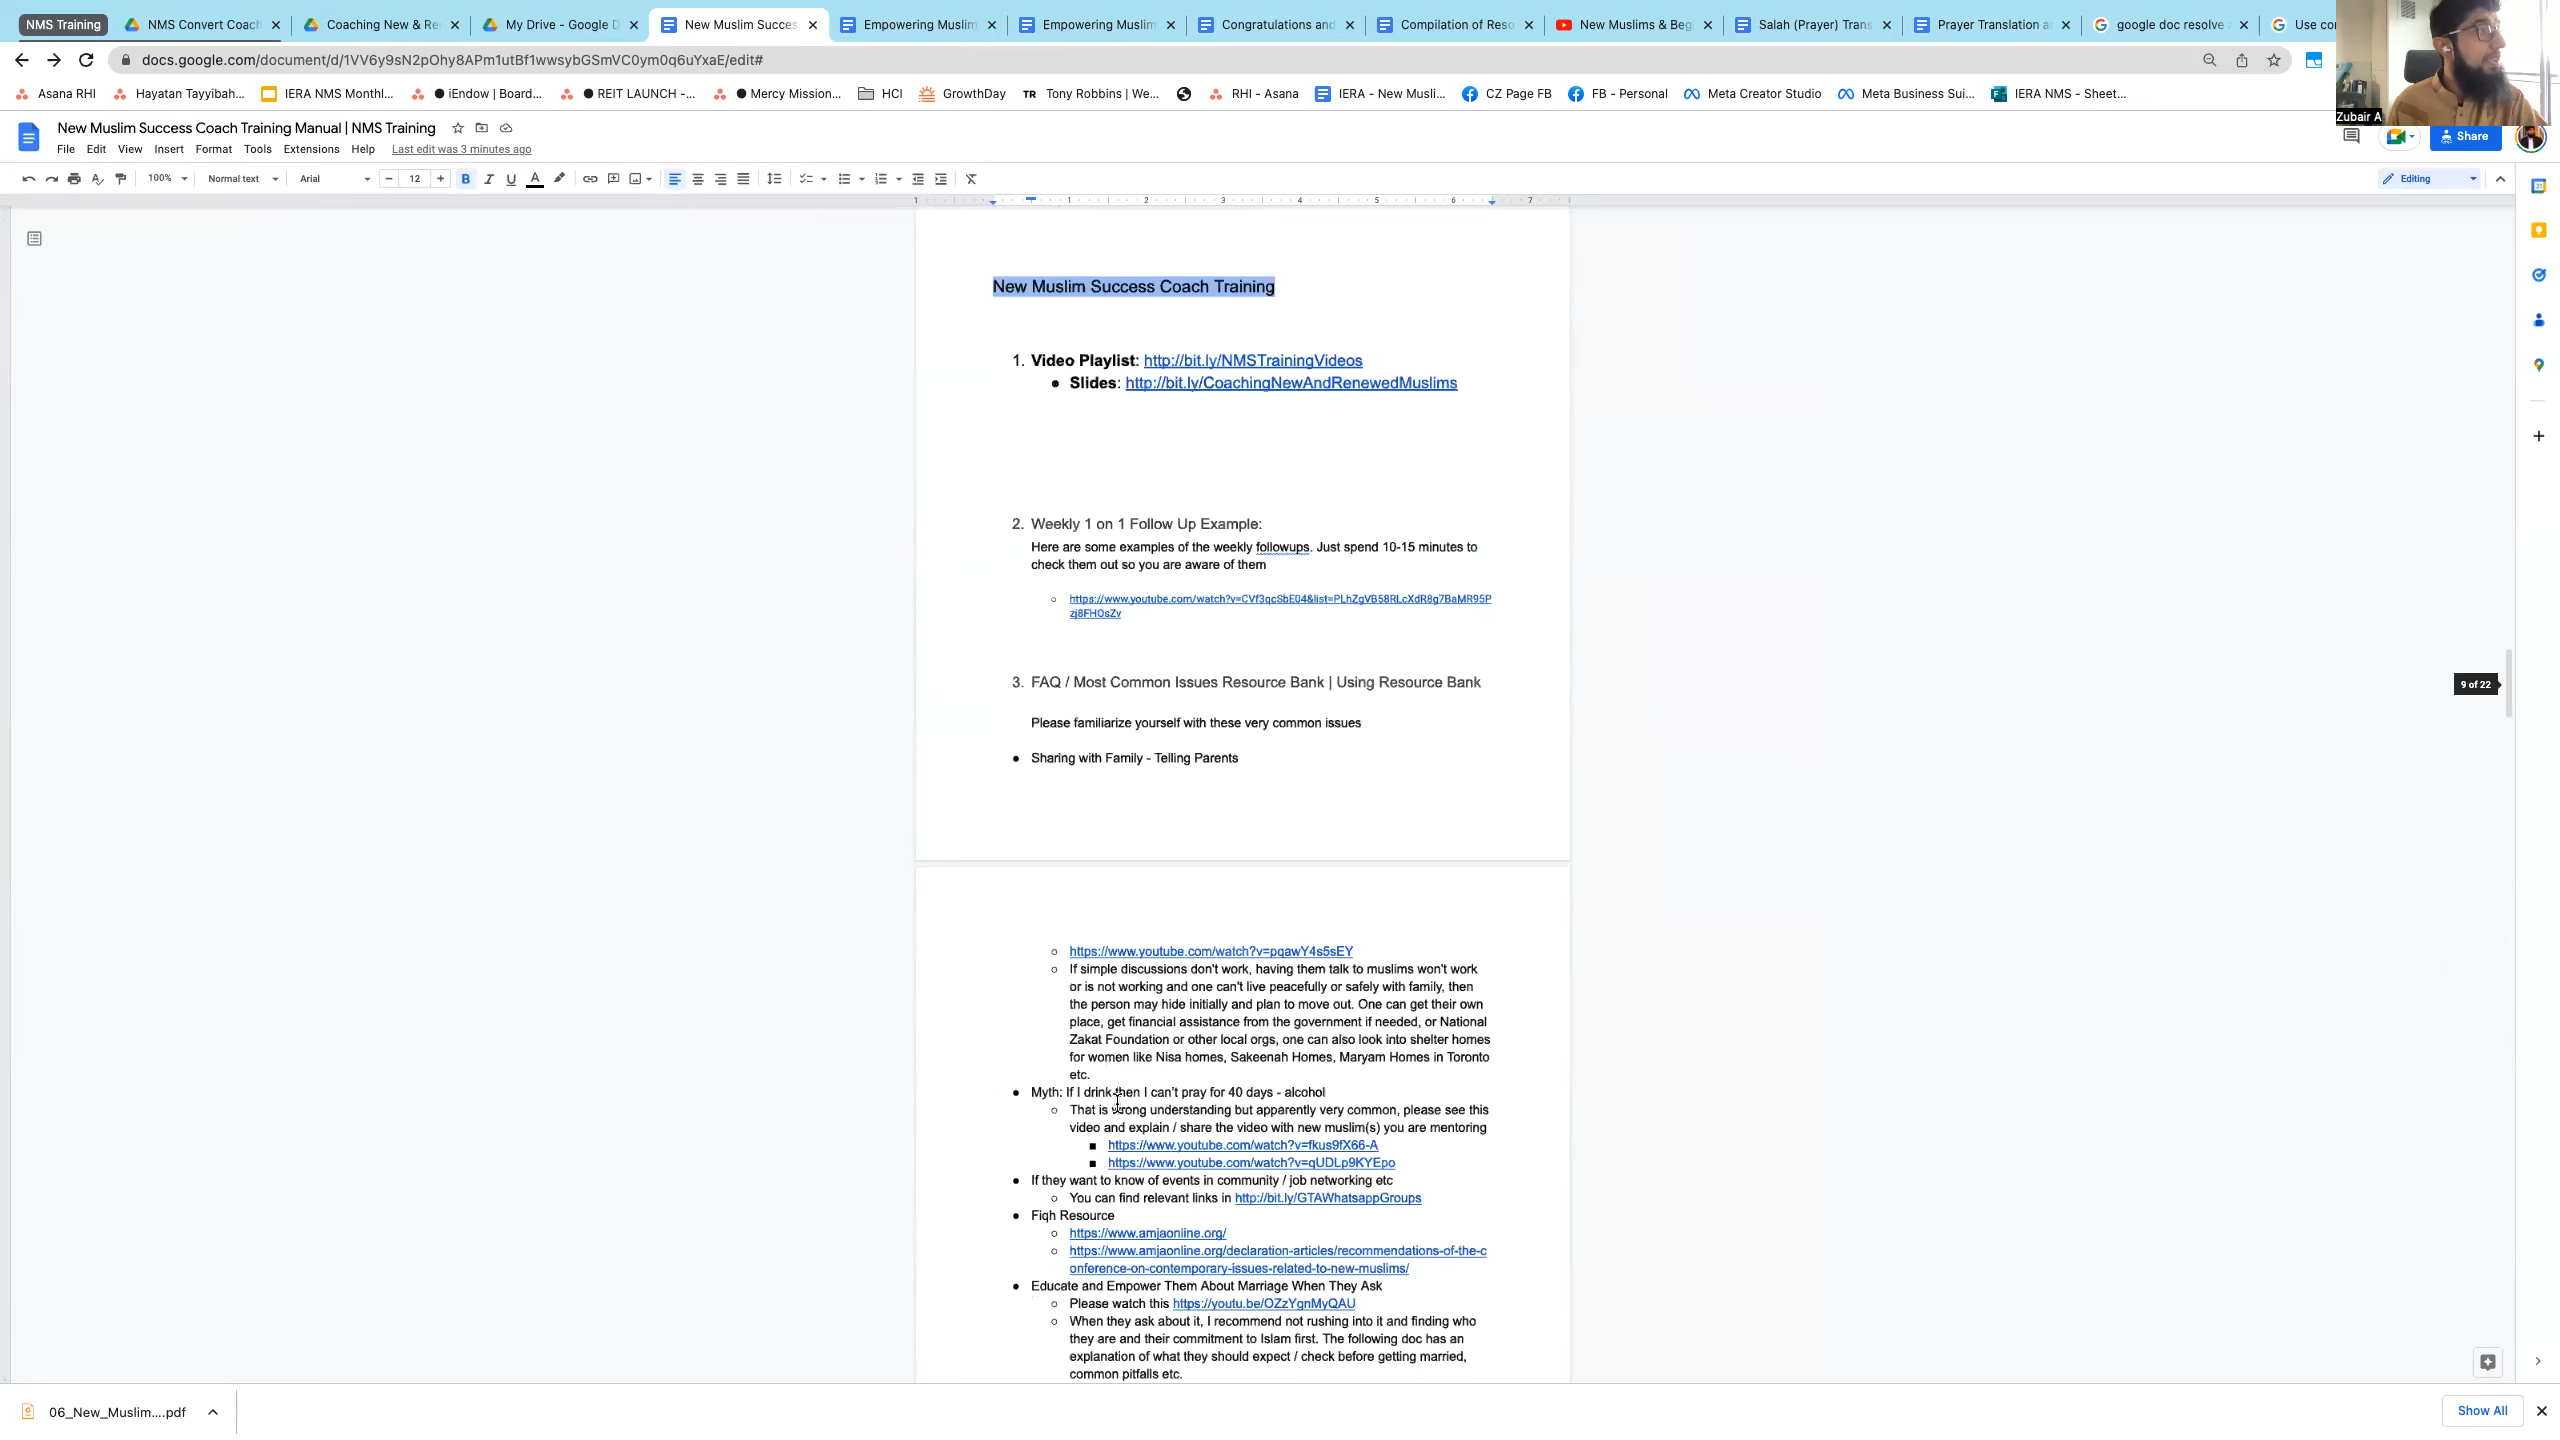 NMS Training
NMS Convert Coach
Coaching New & Re
My Drive - Google D
New Muslim Succes
Empowering Muslim
Empowering Muslim
Congratulations and
Compilation of Reso
New Muslims & Beg
Salah (Prayer) Trans
Prayer Translation a
google doc resolve
Use co
docs.google.com/document/d/1VV6y9sN2pOhy8APm1utBf1wwsybGSmVC0ym0q6uYxaE/edit#
Asana RHI
Hayatan Tayyibah...
IERA NMS Monthl...
iEndow | Board...
REIT LAUNCH -...
Mercy Mission...
HCI
GrowthDay
TR Tony Robbins | We...
RHI - Asana
IERA - New Musli...
CZ Page FB
FB - Personal
Meta Creator Studio
Meta Business Sui...
IERA NMS - Sheet...
Zubair A
New Muslim Success Coach Training Manual | NMS Training
File Edit View Insert Format Tools Extensions Help Last edit was 3 minutes ago
Share
100% Normal text Arial 12 B I U A
Editing
1 1 2 3 4 5 6 7
New Muslim Success Coach Training
1. Video Playlist: http://bit.ly/NMSTrainingVideos
● Slides: http://bit.ly/CoachingNewAndRenewedMuslims
2. Weekly 1 on 1 Follow Up Example:
Here are some examples of the weekly followups. Just spend 10-15 minutes to
check them out so you are aware of them
○ https://www.youtube.com/watch?v=CVf3qcSbE04&list=PLhZgVB58RLcXdR8g7BaMR95P
zj8FHOsZv
3. FAQ / Most Common Issues Resource Bank | Using Resource Bank
9 of 22
Please familiarize yourself with these very common issues
● Sharing with Family - Telling Parents
○ https://www.youtube.com/watch?v=pqawY4s5sEY
○ If simple discussions don't work, having them talk to muslims won't work
or is not working and one can't live peacefully or safely with family, then
the person may hide initially and plan to move out. One can get their own
place, get financial assistance from the government if needed, or National
Zakat Foundation or other local orgs, one can also look into shelter homes
for women like Nisa homes, Sakeenah Homes, Maryam Homes in Toronto
etc.
● Myth: If I drink then I can't pray for 40 days - alcohol
○ That is wrong understanding but apparently very common, please see this
video and explain / share the video with new muslim(s) you are mentoring
■ https://www.youtube.com/watch?v=fkus9fX66-A
■ https://www.youtube.com/watch?v=qUDLp9KYEpo
● If they want to know of events in community / job networking etc
○ You can find relevant links in http://bit.ly/GTAWhatsappGroups
● Fiqh Resource
○ https://www.amjaonline.org/
○ https://www.amjaonline.org/declaration-articles/recommendations-of-the-c
onference-on-contemporary-issues-related-to-new-muslims/
● Educate and Empower Them About Marriage When They Ask
○ Please watch this https://youtu.be/OZzYgnMyQAU
○ When they ask about it, I recommend not rushing into it and finding who
they are and their commitment to Islam first. The following doc has an
explanation of what they should expect / check before getting married,
common pitfalls etc.
06_New_Muslim....pdf
Show All